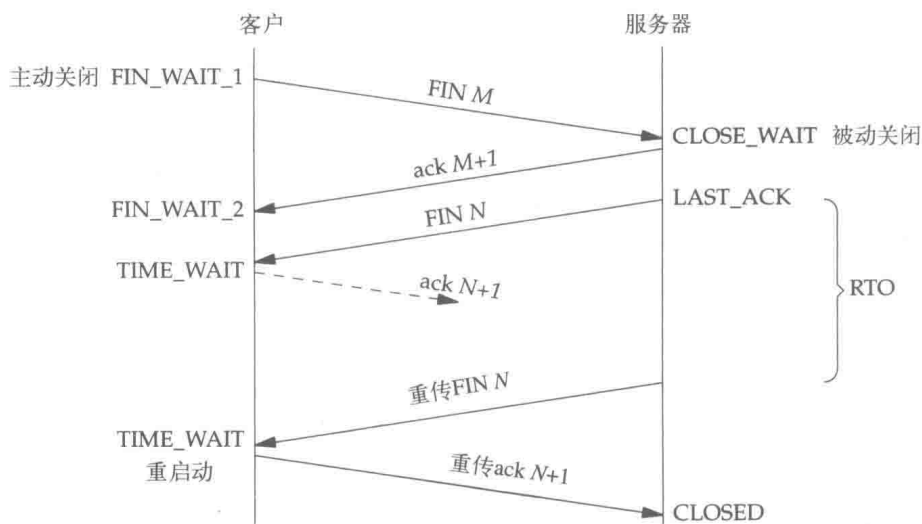 客户 服务器
主动关闭 FIN_WAIT_1
FIN M
CLOSE_WAIT 被动关闭
ack M+1
FIN_WAIT_2
LAST_ACK
FIN N
TIME_WAIT
ack N+1
RTO
重传FIN N
TIME_WAIT
重启动
重传ack N+1
CLOSED